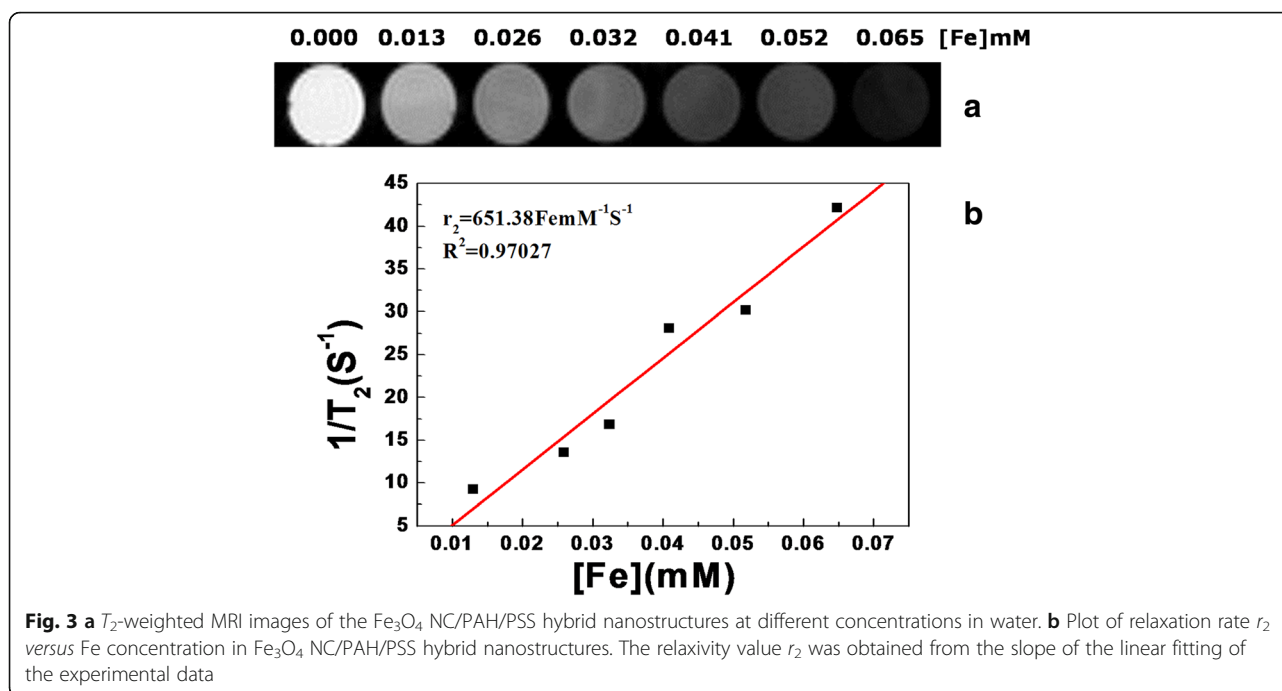 0.000 0.013 0.026 0.032 0.041 0.052 0.065 [Fe]mM
a
b
r₂=651.38FemM⁻¹S⁻¹
R²=0.97027
1/T₂(S⁻¹)
45
40
35
30
25
20
15
10
5
0.01 0.02 0.03 0.04 0.05 0.06 0.07
[Fe](mM)
Fig. 3 a T₂-weighted MRI images of the Fe₃O₄ NC/PAH/PSS hybrid nanostructures at different concentrations in water. b Plot of relaxation rate r₂
versus Fe concentration in Fe₃O₄ NC/PAH/PSS hybrid nanostructures. The relaxivity value r₂ was obtained from the slope of the linear fitting of
the experimental data